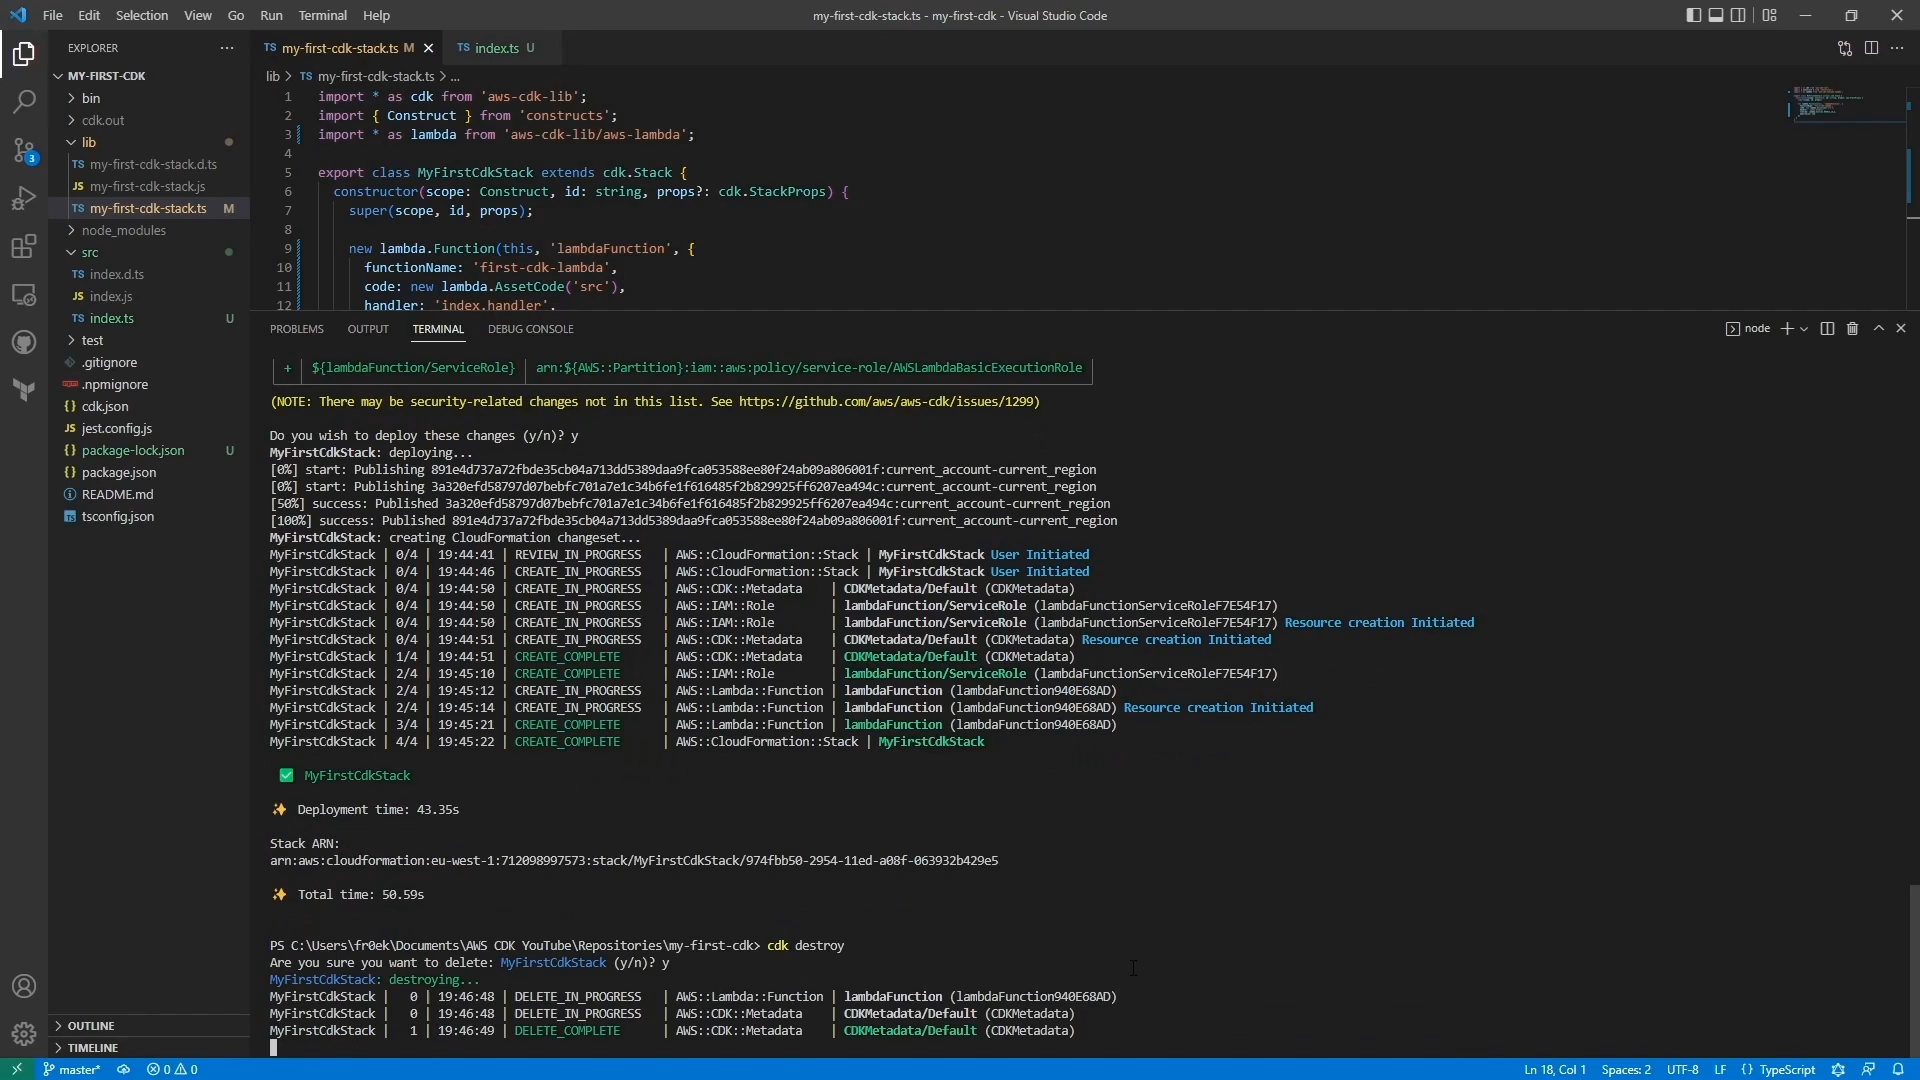 File Edit Selection View Go Run Terminal Help
my-first-cdk-stack.ts - my-first-cdk - Visual Studio Code
EXPLORER
MY-FIRST-CDK
bin
cdk.out
lib
TS my-first-cdk-stack.d.ts
JS my-first-cdk-stack.js
TS my-first-cdk-stack.ts M
node_modules
src
TS index.d.ts
JS index.js
TS index.ts U
test
.gitignore
.npmignore
{} cdk.json
JS jest.config.js
{} package-lock.json U
{} package.json
README.md
TS tsconfig.json
OUTLINE
TIMELINE
3
TS my-first-cdk-stack.ts M
TS index.ts U
lib > TS my-first-cdk-stack.ts > ...
1 import * as cdk from 'aws-cdk-lib';
2 import { Construct } from 'constructs';
3 import * as lambda from 'aws-cdk-lib/aws-lambda';
4
5 export class MyFirstCdkStack extends cdk.Stack {
6 constructor(scope: Construct, id: string, props?: cdk.StackProps) {
7 super(scope, id, props);
8
9 new lambda.Function(this, 'lambdaFunction', {
10 functionName: 'first-cdk-lambda',
11 code: new lambda.AssetCode('src'),
12 handler: 'index.handler',
PROBLEMS OUTPUT TERMINAL DEBUG CONSOLE
node
+ | ${lambdaFunction/ServiceRole} | arn:${AWS::Partition}:iam::aws:policy/service-role/AWSLambdaBasicExecutionRole
(NOTE: There may be security-related changes not in this list. See https://github.com/aws/aws-cdk/issues/1299)
Do you wish to deploy these changes (y/n)? y
MyFirstCdkStack: deploying...
[0%] start: Publishing 891e4d737a72fbde35cb04a713dd5389daa9fca053588ee80f24ab09a806001f:current_account-current_region
[0%] start: Publishing 3a320efd58797d07bebfc701a7e1c34b6fe1f616485f2b829925ff6207ea494c:current_account-current_region
[50%] success: Published 3a320efd58797d07bebfc701a7e1c34b6fe1f616485f2b829925ff6207ea494c:current_account-current_region
[100%] success: Published 891e4d737a72fbde35cb04a713dd5389daa9fca053588ee80f24ab09a806001f:current_account-current_region
MyFirstCdkStack: creating CloudFormation changeset...
MyFirstCdkStack | 0/4 | 19:44:41 | REVIEW_IN_PROGRESS | AWS::CloudFormation::Stack | MyFirstCdkStack User Initiated
MyFirstCdkStack | 0/4 | 19:44:46 | CREATE_IN_PROGRESS | AWS::CloudFormation::Stack | MyFirstCdkStack User Initiated
MyFirstCdkStack | 0/4 | 19:44:50 | CREATE_IN_PROGRESS | AWS::CDK::Metadata | CDKMetadata/Default (CDKMetadata)
MyFirstCdkStack | 0/4 | 19:44:50 | CREATE_IN_PROGRESS | AWS::IAM::Role | lambdaFunction/ServiceRole (lambdaFunctionServiceRoleF7E54F17)
MyFirstCdkStack | 0/4 | 19:44:50 | CREATE_IN_PROGRESS | AWS::IAM::Role | lambdaFunction/ServiceRole (lambdaFunctionServiceRoleF7E54F17) Resource creation Initiated
MyFirstCdkStack | 0/4 | 19:44:51 | CREATE_IN_PROGRESS | AWS::CDK::Metadata | CDKMetadata/Default (CDKMetadata) Resource creation Initiated
MyFirstCdkStack | 1/4 | 19:44:51 | CREATE_COMPLETE | AWS::CDK::Metadata | CDKMetadata/Default (CDKMetadata)
MyFirstCdkStack | 2/4 | 19:45:10 | CREATE_COMPLETE | AWS::IAM::Role | lambdaFunction/ServiceRole (lambdaFunctionServiceRoleF7E54F17)
MyFirstCdkStack | 2/4 | 19:45:12 | CREATE_IN_PROGRESS | AWS::Lambda::Function | lambdaFunction (lambdaFunction940E68AD)
MyFirstCdkStack | 2/4 | 19:45:14 | CREATE_IN_PROGRESS | AWS::Lambda::Function | lambdaFunction (lambdaFunction940E68AD) Resource creation Initiated
MyFirstCdkStack | 3/4 | 19:45:21 | CREATE_COMPLETE | AWS::Lambda::Function | lambdaFunction (lambdaFunction940E68AD)
MyFirstCdkStack | 4/4 | 19:45:22 | CREATE_COMPLETE | AWS::CloudFormation::Stack | MyFirstCdkStack
✅ MyFirstCdkStack
✨ Deployment time: 43.35s
Stack ARN:
arn:aws:cloudformation:eu-west-1:712098997573:stack/MyFirstCdkStack/974fbb50-2954-11ed-a08f-063932b429e5
✨ Total time: 50.59s
PS C:\Users\fr0ek\Documents\AWS CDK YouTube\Repositories\my-first-cdk> cdk destroy
Are you sure you want to delete: MyFirstCdkStack (y/n)? y
MyFirstCdkStack: destroying...
MyFirstCdkStack | 0 | 19:46:48 | DELETE_IN_PROGRESS | AWS::Lambda::Function | lambdaFunction (lambdaFunction940E68AD)
MyFirstCdkStack | 0 | 19:46:48 | DELETE_IN_PROGRESS | AWS::CDK::Metadata | CDKMetadata/Default (CDKMetadata)
MyFirstCdkStack | 1 | 19:46:49 | DELETE_COMPLETE | AWS::CDK::Metadata | CDKMetadata/Default (CDKMetadata)
master* 0 0
Ln 18, Col 1 Spaces: 2 UTF-8 LF {} TypeScript